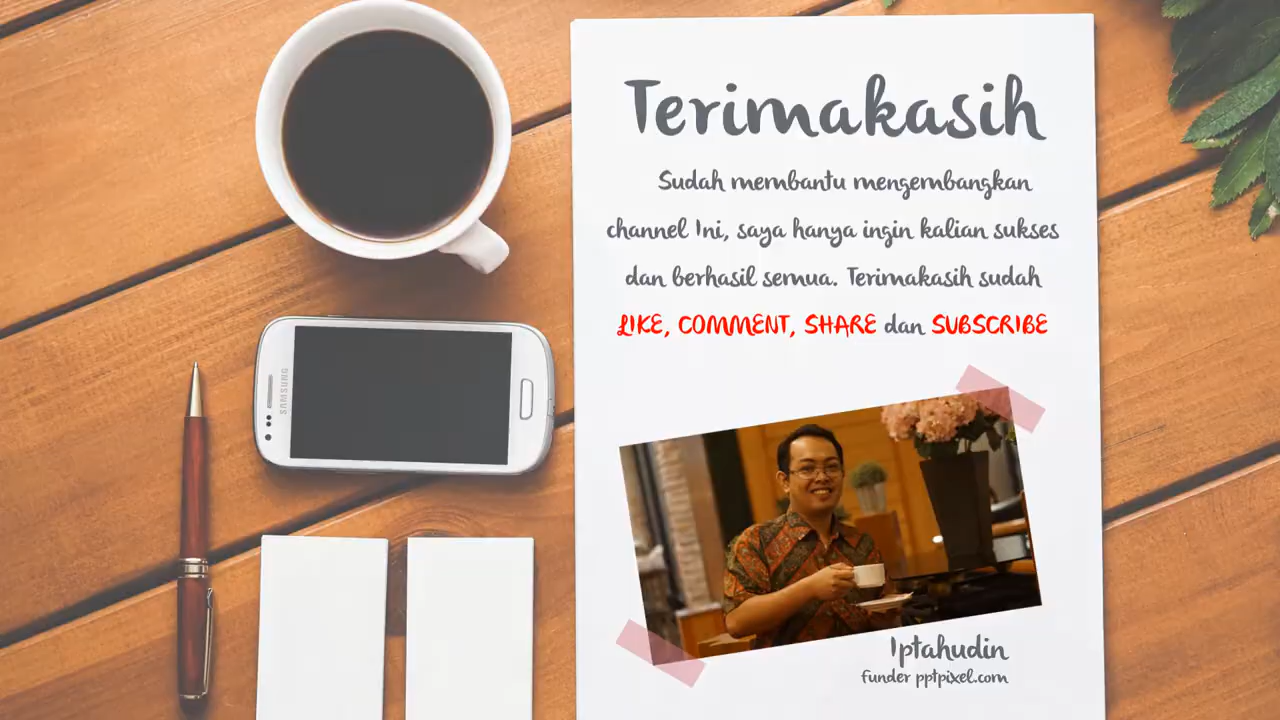 Terimakasih
Sudah membantu mengembangkan
channel Ini, saya hanya ingin kalian sukses
dan berhasil semua. Terimakasih sudah
LIKE, COMMENT, SHARE dan SUBSCRIBE
SAMSUNG
Iptahudin
funder pptpixel.com